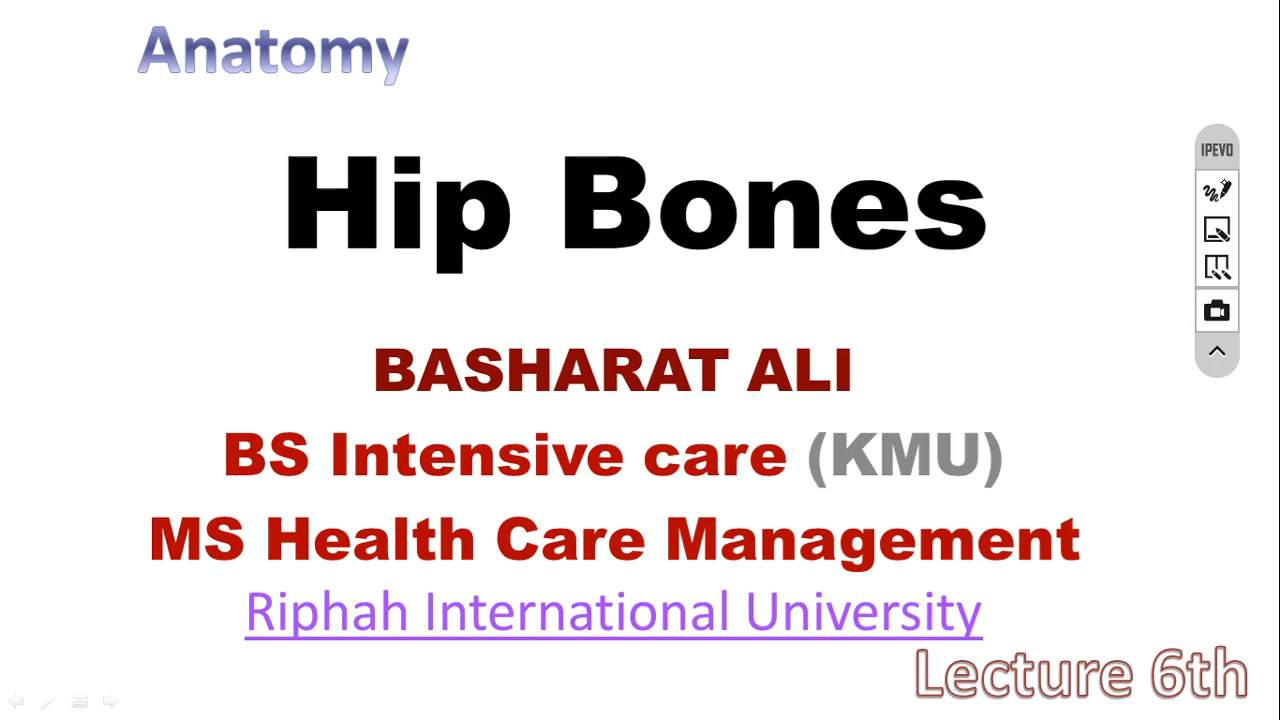 Anatomy
Hip Bones
IPEVO
BASHARAT ALI
BS Intensive care (KMU)
MS Health Care Management
Riphah International University
Lecture 6th